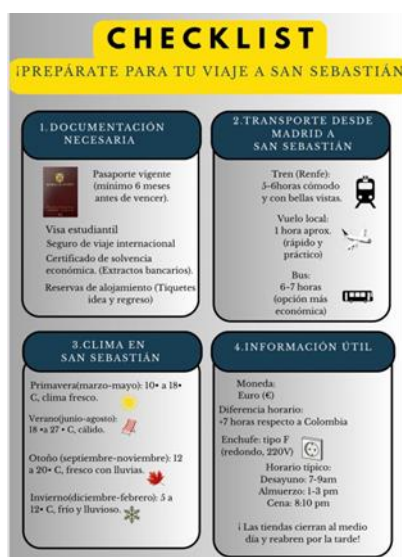 CHECKLIST
¡PREPÁRATE PARA TU VIAJE A SAN SEBASTIÁN
1.DOCUMENTACIÓN
NECESARIA
Pasaporte vigente
(mínimo 6 meses
antes de vencer).
Visa estudiantil
Seguro de viaje internacional
Certificado de solvencia
económica. (Extractos bancarios).
Reservas de alojamiento (Tiquetes
idea y regreso)
2.TRANSPORTE DESDE
MADRID A
SAN SEBASTIÁN
Tren (Renfe):
5-6horas cómodo
y con bellas vistas.
Vuelo local:
1 hora aprox.
(rápido y
práctico)
Bus:
6-7 horas
(opción más
económica)
3.CLIMA EN
SAN SEBASTIÁN
Primavera(marzo-mayo): 10• a 18•
C, clima fresco.
Verano(junio-agosto):
18 •a 27 • C, cálido.
Otoño (septiembre-noviembre): 12
a 20• C, fresco con lluvias.
Invierno(diciembre-febrero): 5 a
12• C, frío y lluvioso.
4.INFORMACIÓN ÚTIL
Moneda:
Euro (€)
Diferencia horario:
+7 horas respecto a Colombia
Enchufe: tipo F
(redondo, 220V)
Horario típico:
Desayuno: 7-9am
Almuerzo: 1-3 pm
Cena: 8:10 pm
¡ Las tiendas cierran al medio
día y reabren por la tarde!